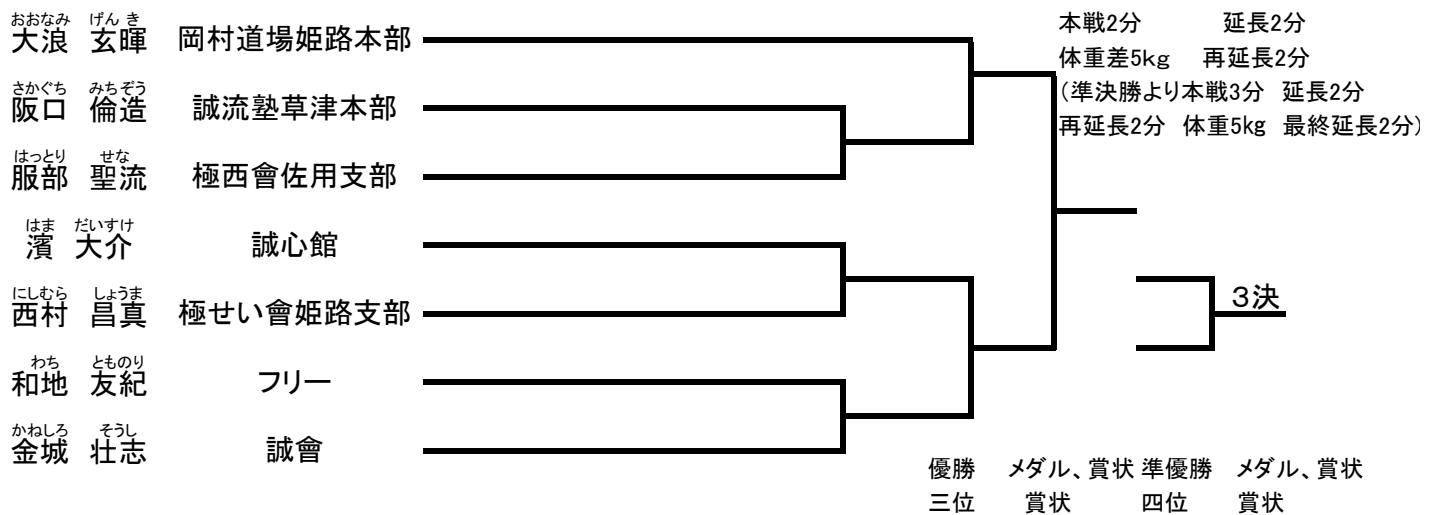 おおなみ げんき
大浪 玄暉 岡村道場姫路本部
さかぐち みちぞう
阪口 倫造 誠流塾草津本部
はっとり せな
服部 聖流 極西會佐用支部
はま だいすけ
濱 大介 誠心館
にしむら しょうま
西村 昌真 極せい會姫路支部
わち とものり
和地 友紀 フリー
かねしろ そうし
金城 壮志 誠會
本戦2分 延長2分
体重差5kg 再延長2分
(準決勝より本戦3分 延長2分
再延長2分 体重5kg 最終延長2分)
3決
優勝 メダル、賞状 準優勝 メダル、賞状
三位 賞状 四位 賞状